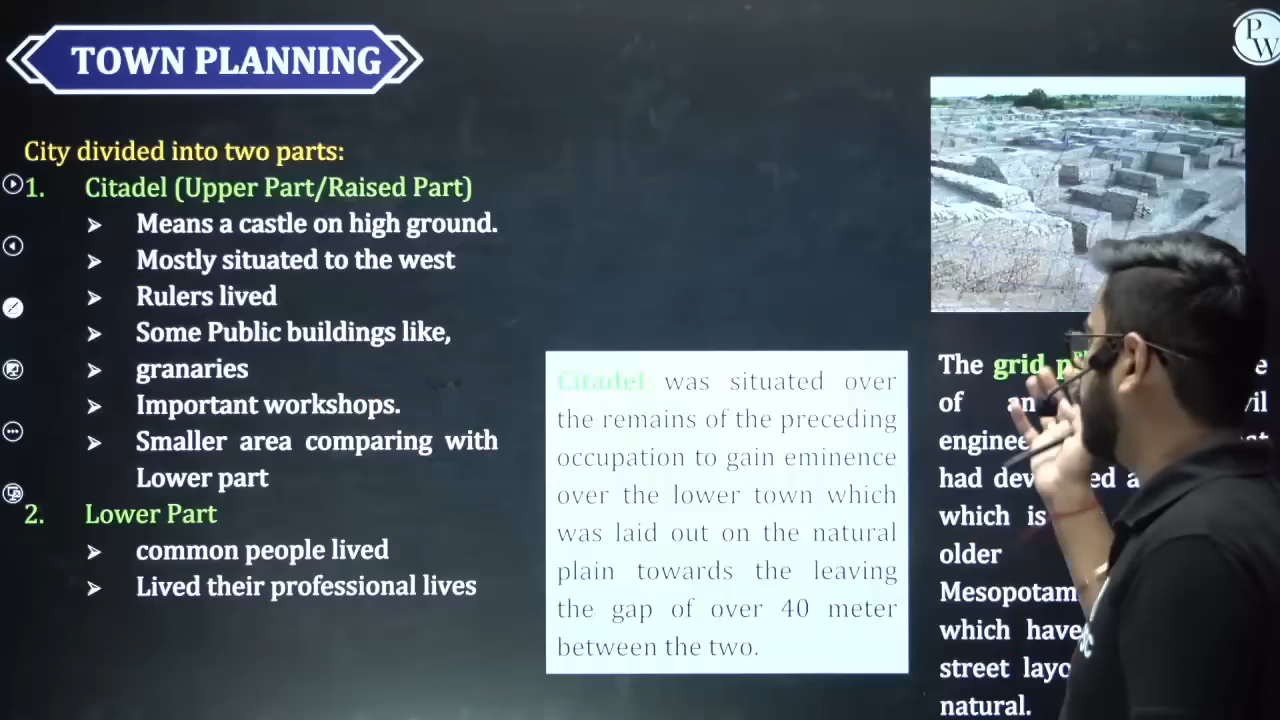 TOWN PLANNING
P
W
City divided into two parts:
1. Citadel (Upper Part/Raised Part)
➢ Means a castle on high ground.
➢ Mostly situated to the west
➢ Rulers lived
➢ Some Public buildings like,
➢ granaries
➢ Important workshops.
➢ Smaller area comparing with
Lower part
2. Lower Part
➢ common people lived
➢ Lived their professional lives
Citadel was situated over
the remains of the preceding
occupation to gain eminence
over the lower town which
was laid out on the natural
plain towards the leaving
the gap of over 40 meter
between the two.
The grid
of
had
which is
older
which have
street
natural.